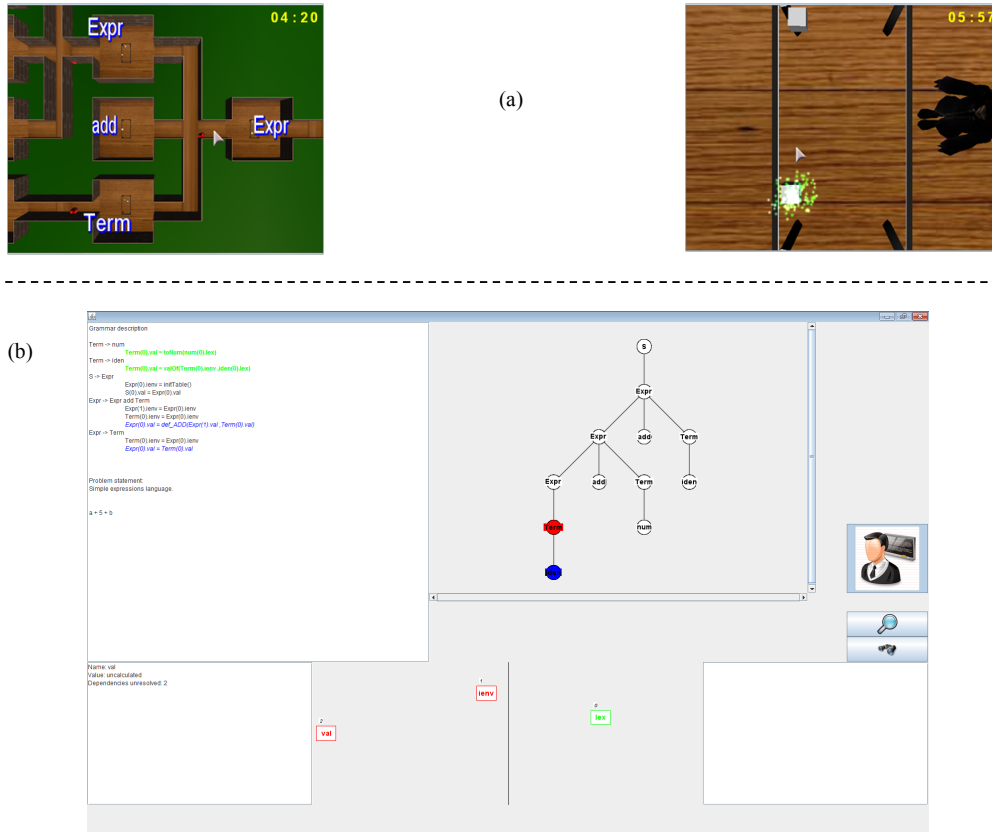 04:20
Expr
add
Expr
Term
(a)
05:57
(b)
Grammar description
Term -> num
Term(0).val = toNum(num(0).lex)
Term -> iden
Term(0).val = valOf(Term(0).ienv ,iden(0).lex)
S -> Expr
Expr(0).ienv = initTable()
S(0).val = Expr(0).val
Expr -> Expr add Term
Expr(1).ienv = Expr(0).ienv
Term(0).ienv = Expr(0).ienv
Expr(0).val = def_ADD(Expr(1).val ,Term(0).val)
Expr -> Term
Term(0).ienv = Expr(0).ienv
Expr(0).val = Term(0).val
Problem statement:
Simple expressions language.
a + 5 + b
S
Expr
Expr add Term
Expr add Term iden
Term num
Name: val
Value: uncalculated
Dependencies unresolved: 2
1
ienv
0
lex
2
val